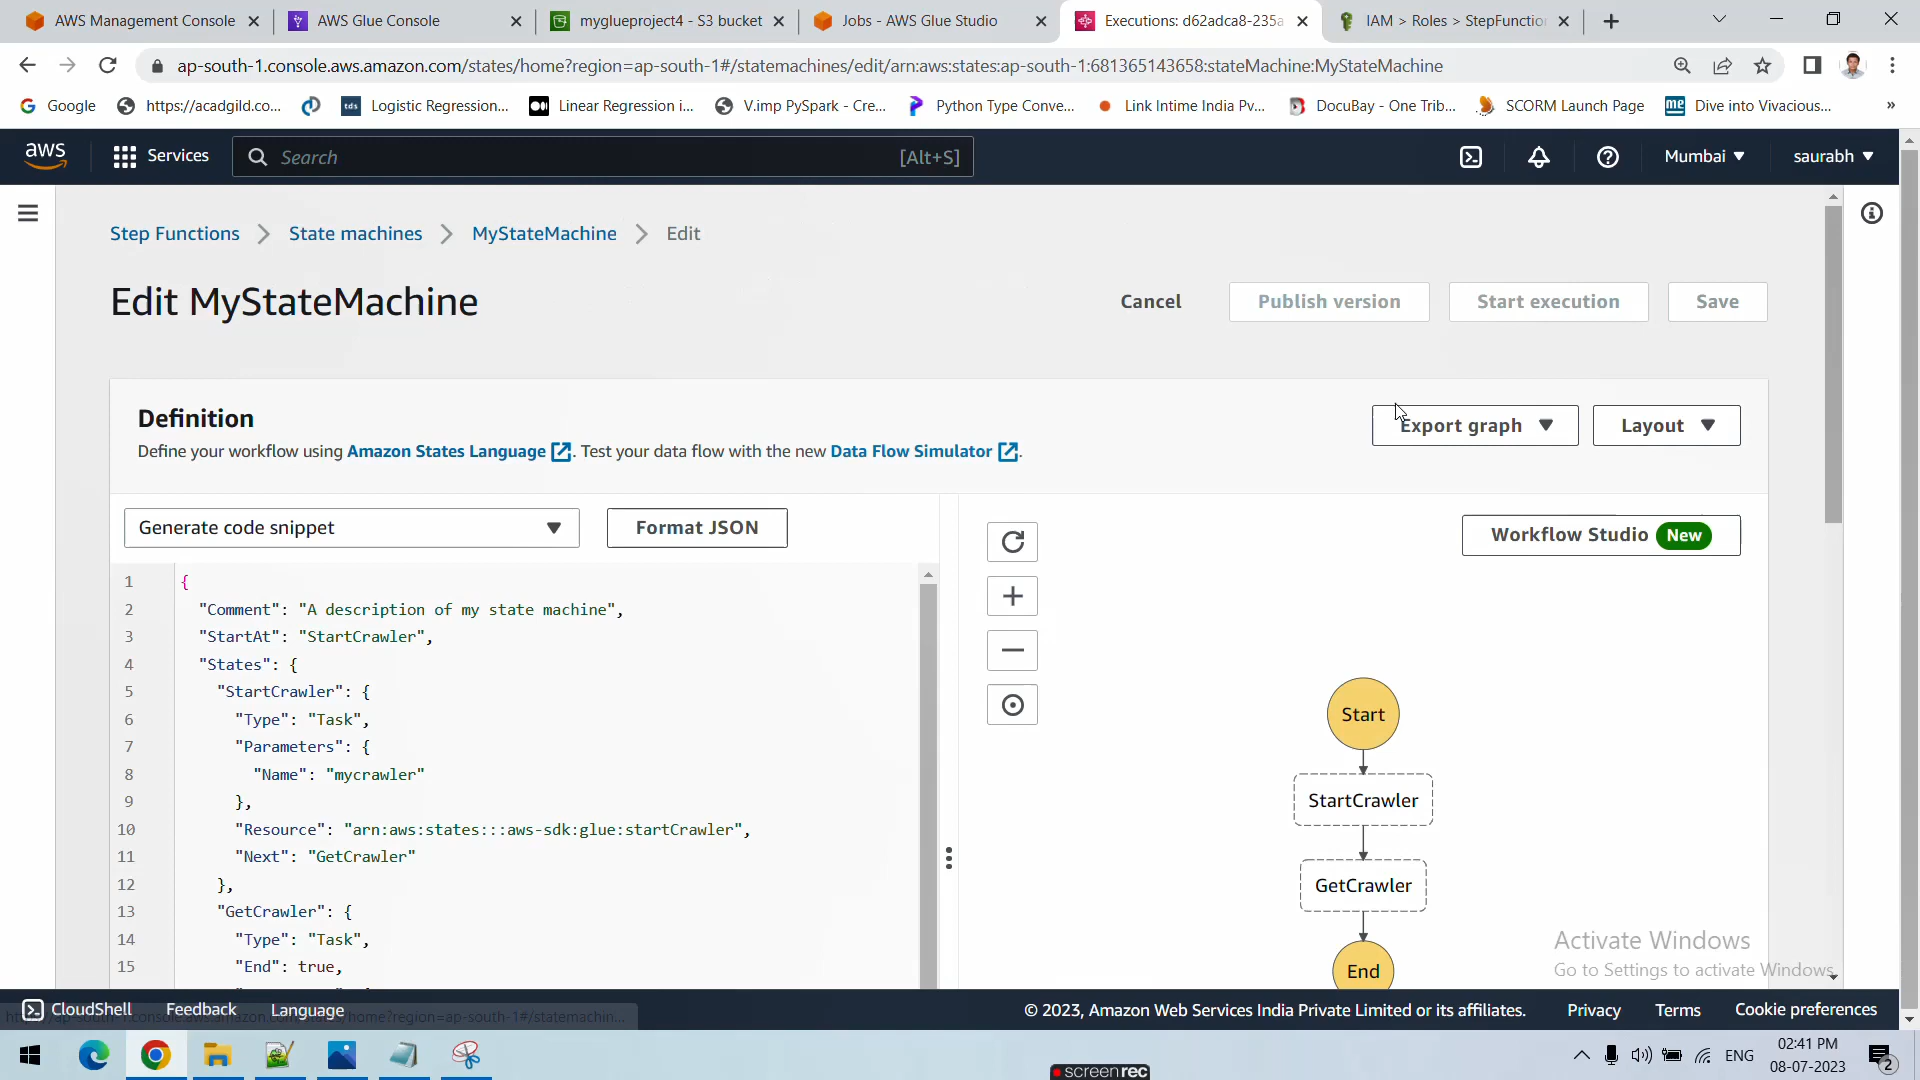 AWS Management Console
AWS Glue Console
myglueproject4 - S3 bucket
Jobs - AWS Glue Studio
Executions: d62adca8-235a
IAM > Roles > StepFunctio
ap-south-1.console.aws.amazon.com/states/home?region=ap-south-1#/statemachines/edit/arn:aws:states:ap-south-1:681365143658:stateMachine:MyStateMachine
Google
https://acadgild.co...
tds
Logistic Regression...
Linear Regression i...
V.imp PySpark - Cre...
Python Type Conve...
Link Intime India Pv...
DocuBay - One Trib...
SCORM Launch Page
me
Dive into Vivacious...
»
aws
Services
Search
[Alt+S]
Mumbai
saurabh
Step Functions
State machines
MyStateMachine
Edit
Edit MyStateMachine
Cancel
Publish version
Start execution
Save
Definition
Define your workflow using Amazon States Language. Test your data flow with the new Data Flow Simulator.
Export graph
Layout
Generate code snippet
Format JSON
Workflow Studio New
1 {
2 "Comment": "A description of my state machine",
3 "StartAt": "StartCrawler",
4 "States": {
5 "StartCrawler": {
6 "Type": "Task",
7 "Parameters": {
8 "Name": "mycrawler"
9 },
10 "Resource": "arn:aws:states:::aws-sdk:glue:startCrawler",
11 "Next": "GetCrawler"
12 },
13 "GetCrawler": {
14 "Type": "Task",
15 "End": true,
Start
StartCrawler
GetCrawler
End
Activate Windows
Go to Settings to activate Windows.
CloudShell
Feedback
Language
© 2023, Amazon Web Services India Private Limited or its affiliates.
Privacy
Terms
Cookie preferences
ENG
02:41 PM
08-07-2023
2
screenrec